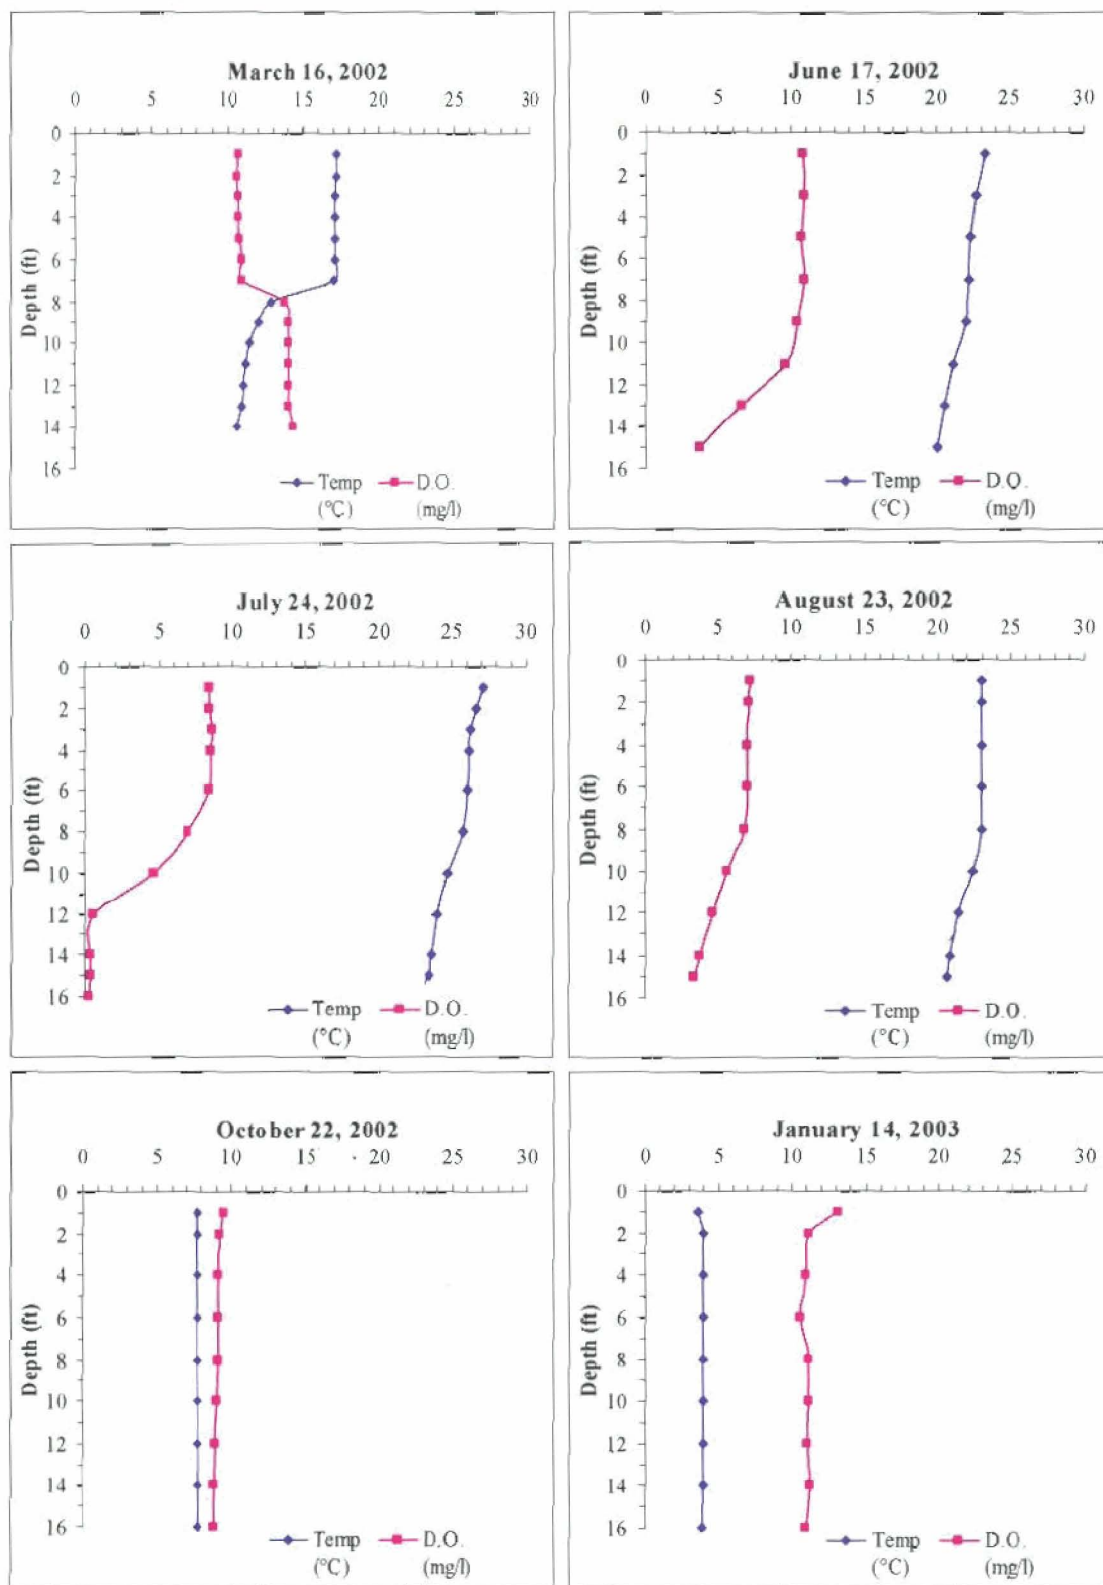 March 16, 2002
0 5 10 15 20 25 30
0
2
4
6
8
10
12
14
16
Depth (ft)
Temp (°C)
D.O. (mg/l)
June 17, 2002
0 5 10 15 20 25 30
0
2
4
6
8
10
12
14
16
Depth (ft)
Temp (°C)
D.O. (mg/l)
July 24, 2002
0 5 10 15 20 25 30
0
2
4
6
8
10
12
14
16
Depth (ft)
Temp (°C)
D.O. (mg/l)
August 23, 2002
0 5 10 15 20 25 30
0
2
4
6
8
10
12
14
16
Depth (ft)
Temp (°C)
D.O. (mg/l)
October 22, 2002
0 5 10 15 20 25 30
0
2
4
6
8
10
12
14
16
Depth (ft)
Temp (°C)
D.O. (mg/l)
January 14, 2003
0 5 10 15 20 25 30
0
2
4
6
8
10
12
14
16
Depth (ft)
Temp (°C)
D.O. (mg/l)